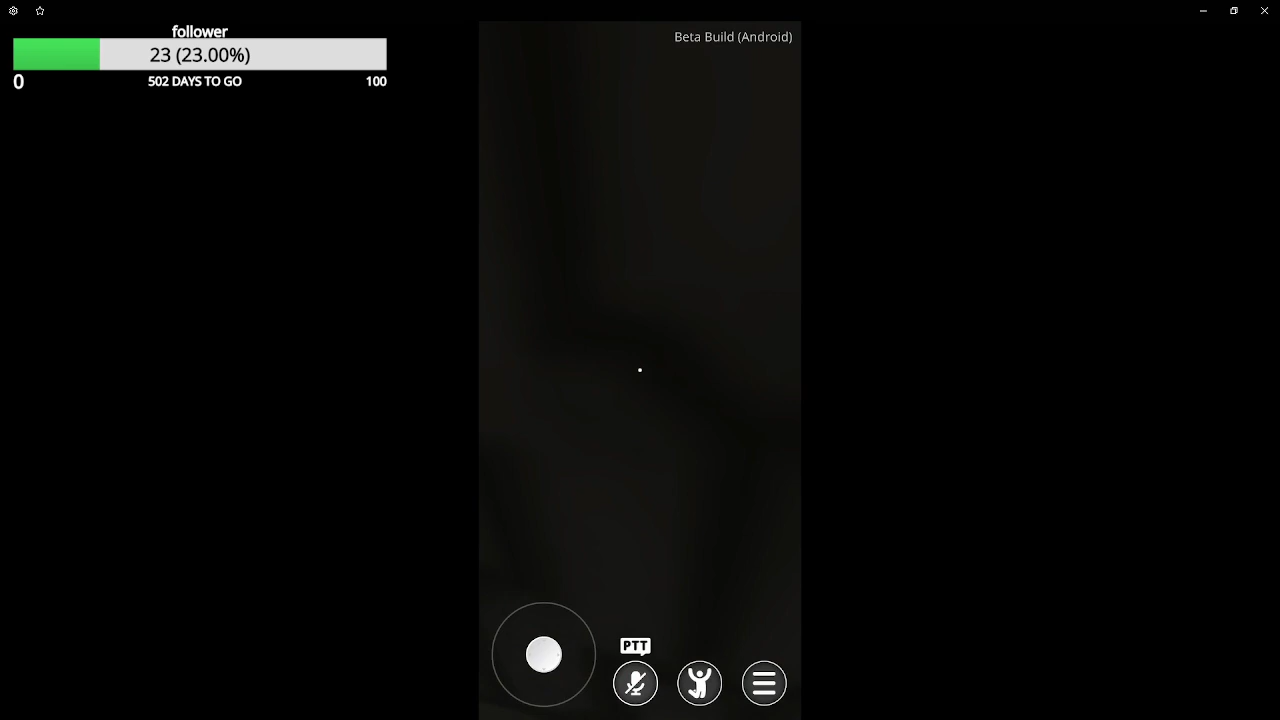 follower
Beta Build (Android)
23 (23.00%)
0
502 DAYS TO GO
100
PTT